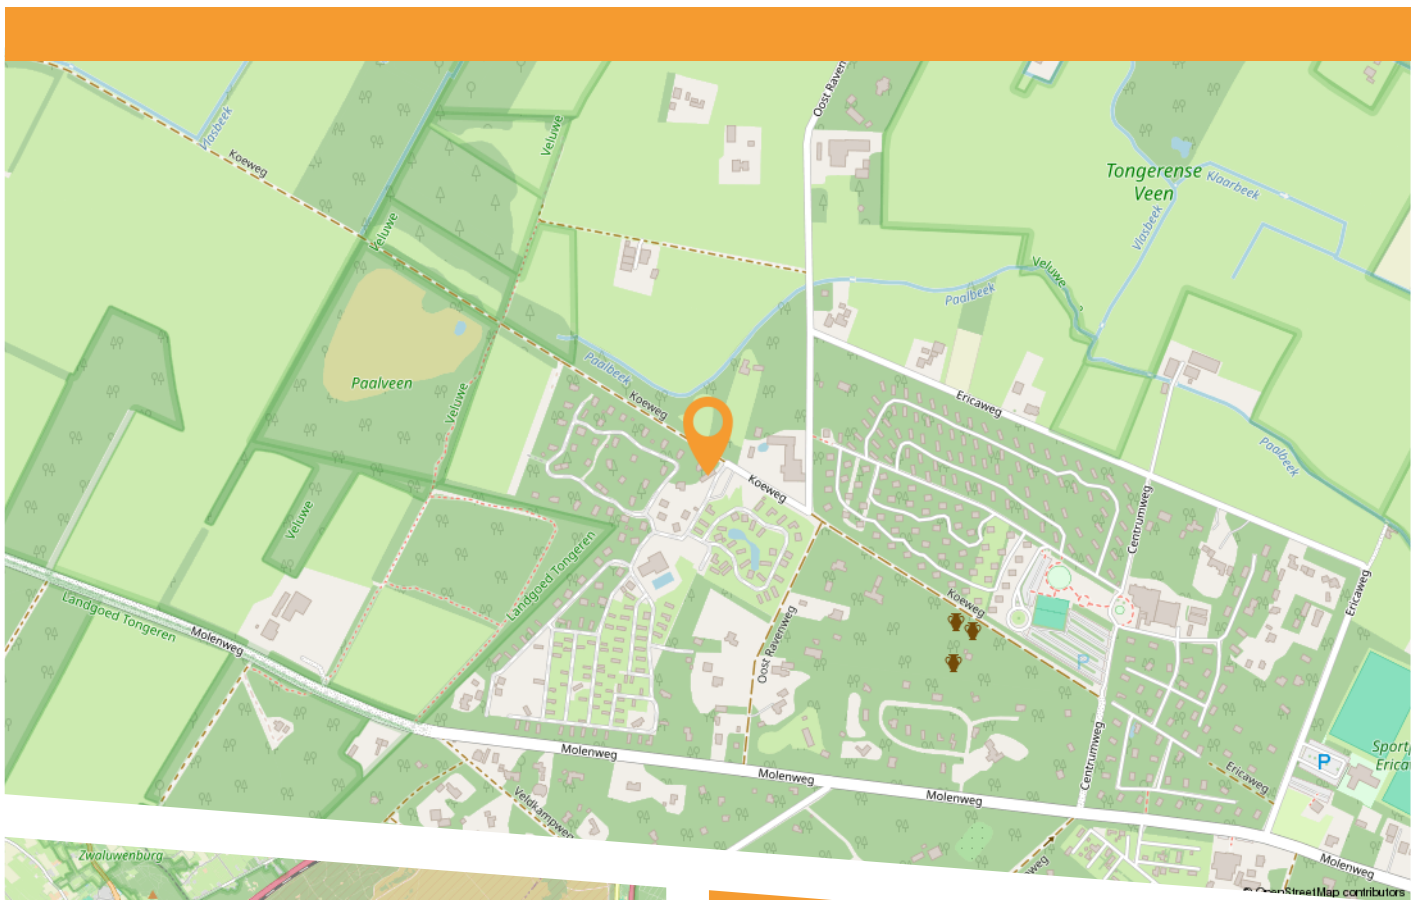 Oost Raven
Vlasbeek
Veluwe
Koeweg
Tongerense
Veen
Klaarbeek
Vlasbeek
Veluwe
Veluwe
Paalbeek
Paalbeek
Paalveen
Veluwe
Koeweg
Ericaweg
Paalbeek
Koeweg
Veluwe
Centrumweg
Landgoed Tongeren
Ericaweg
Koeweg
Landgoed Tongeren
Molenweg
Oost Ravenweg
P
Molenweg
Centrumweg
Sport
Erica
P
Molenweg
Ericaweg
Molenweg
Veldkampweg
Molenweg
Zwaluwenburg
weg
© OpenStreetMap contributors